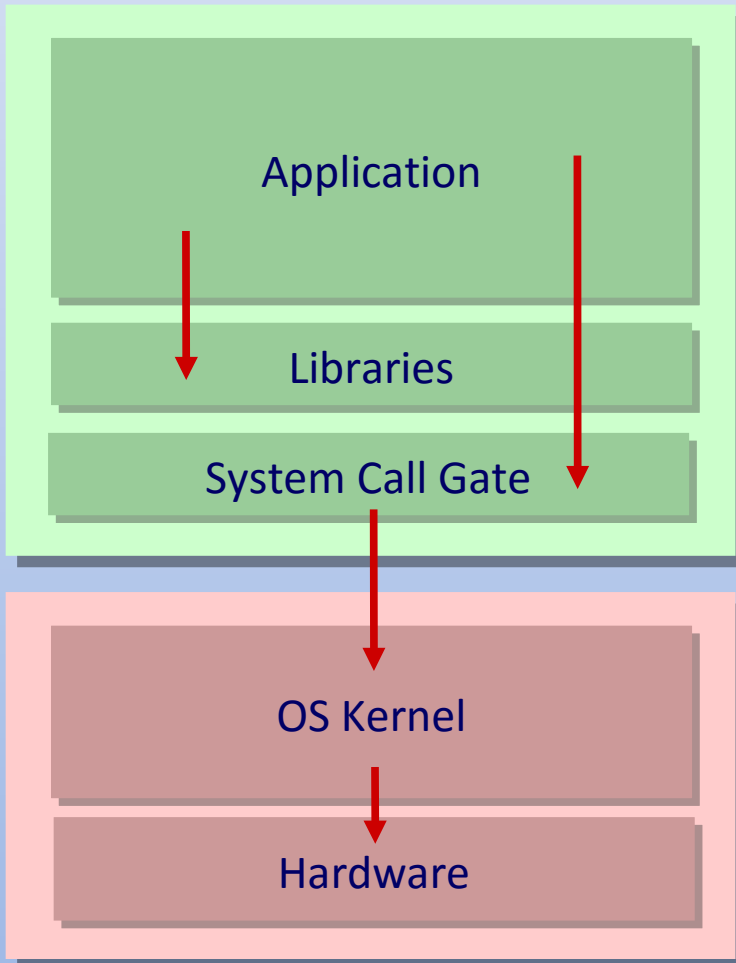 Application
Libraries
System Call Gate
OS Kernel
Hardware